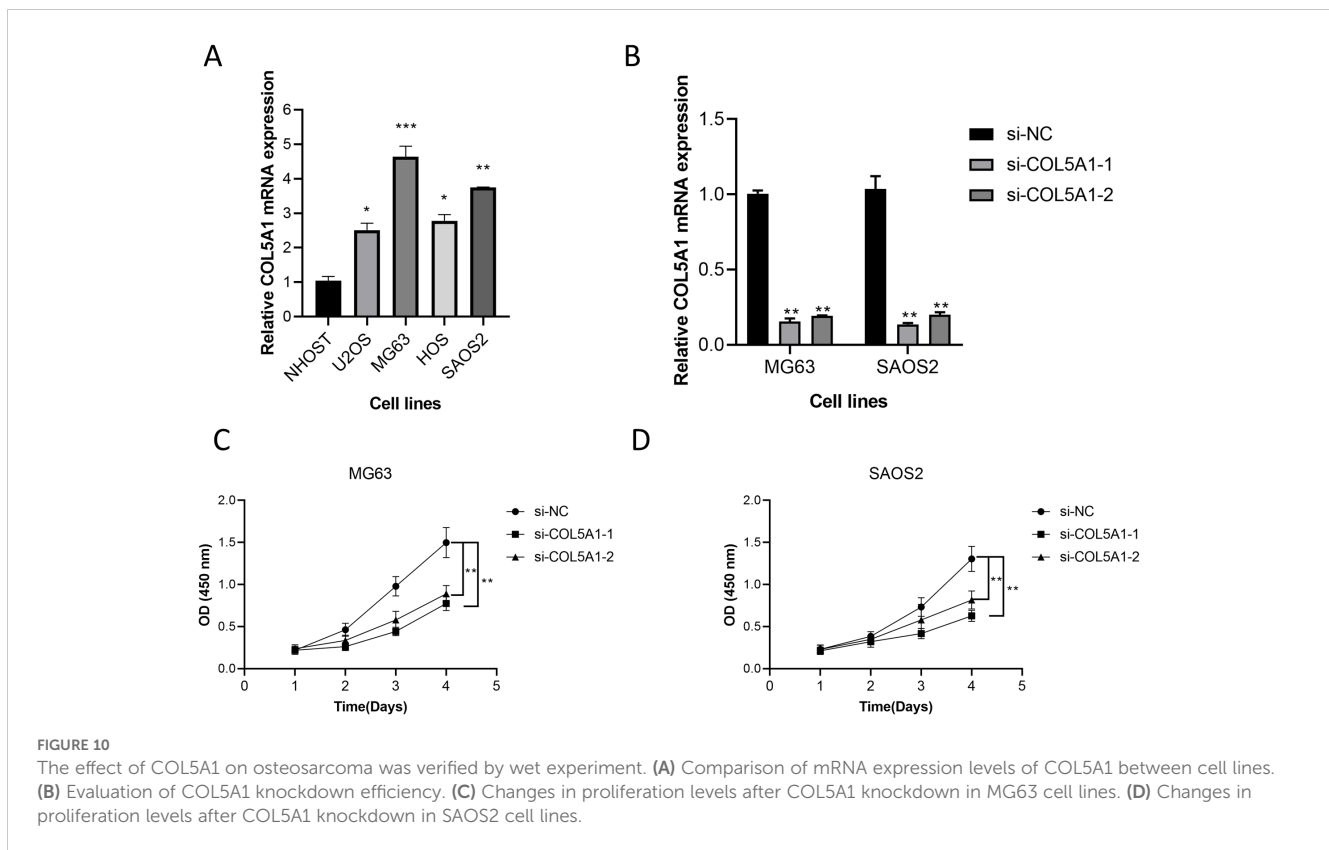 A
Relative COL5A1 mRNA expression
6
5
4
3
2
1
0
***
**
*
*
NHOST
U2OS
MG63
HOS
SAOS2
Cell lines
B
Relative COL5A1 mRNA expression
1.5
1.0
0.5
0.0
** **
** **
MG63
SAOS2
Cell lines
si-NC
si-COL5A1-1
si-COL5A1-2
C
MG63
OD (450 nm)
2.0
1.5
1.0
0.5
0.0
0 1 2 3 4 5
Time(Days)
si-NC
si-COL5A1-1
si-COL5A1-2
**
**
D
SAOS2
OD (450 nm)
2.0
1.5
1.0
0.5
0.0
0 1 2 3 4 5
Time(Days)
si-NC
si-COL5A1-1
si-COL5A1-2
**
**
FIGURE 10
The effect of COL5A1 on osteosarcoma was verified by wet experiment. (A) Comparison of mRNA expression levels of COL5A1 between cell lines.
(B) Evaluation of COL5A1 knockdown efficiency. (C) Changes in proliferation levels after COL5A1 knockdown in MG63 cell lines. (D) Changes in
proliferation levels after COL5A1 knockdown in SAOS2 cell lines.